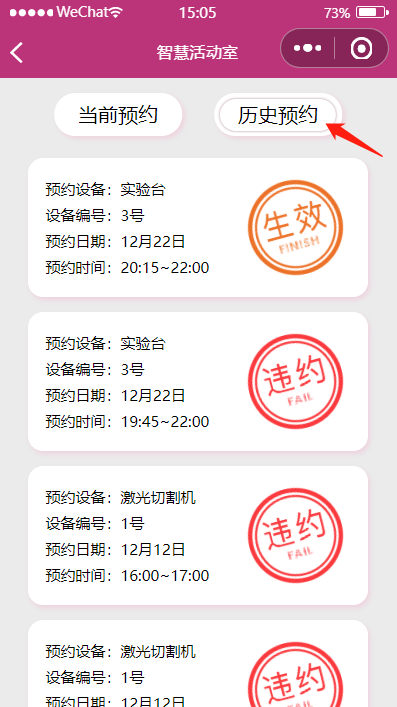 WeChat 15:05 73%
智慧活动室
当前预约 历史预约
预约设备：实验台
设备编号：3号
预约日期：12月22日
预约时间：20:15~22:00
生效
FINISH
预约设备：实验台
设备编号：3号
预约日期：12月22日
预约时间：19:45~22:00
违约
FAIL
预约设备：激光切割机
设备编号：1号
预约日期：12月12日
预约时间：16:00~17:00
违约
FAIL
预约设备：激光切割机
设备编号：1号
预约日期：12月12日
违约